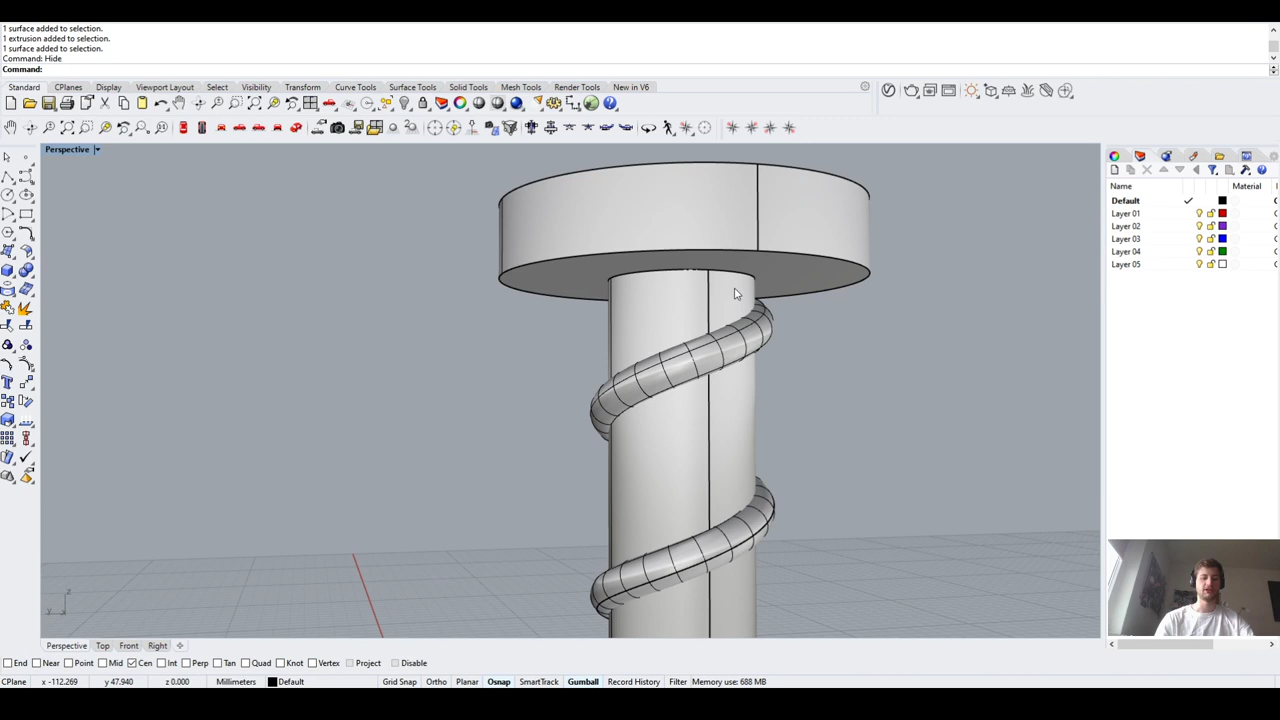 1 surface added to selection.
1 extrusion added to selection.
1 surface added to selection.
Command: Hide
Command:
Standard CPlanes Display Viewport Layout Select Visibility Transform Curve Tools Surface Tools Solid Tools Mesh Tools Render Tools New in V6
Perspective
Name Material
Default
Layer 01
Layer 02
Layer 03
Layer 04
Layer 05
z
y
Perspective Top Front Right
End Near Point Mid Cen Int Perp Tan Quad Knot Vertex Project Disable
CPlane x -112.269 y 47.940 z 0.000 Millimeters Default Grid Snap Ortho Planar Osnap SmartTrack Gumball Record History Filter Memory use: 688 MB